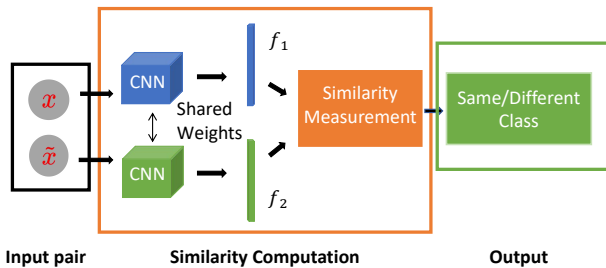 x
x̃
CNN
CNN
Shared
Weights
f₁
f₂
Similarity
Measurement
Same/Different
Class
Input pair
Similarity Computation
Output